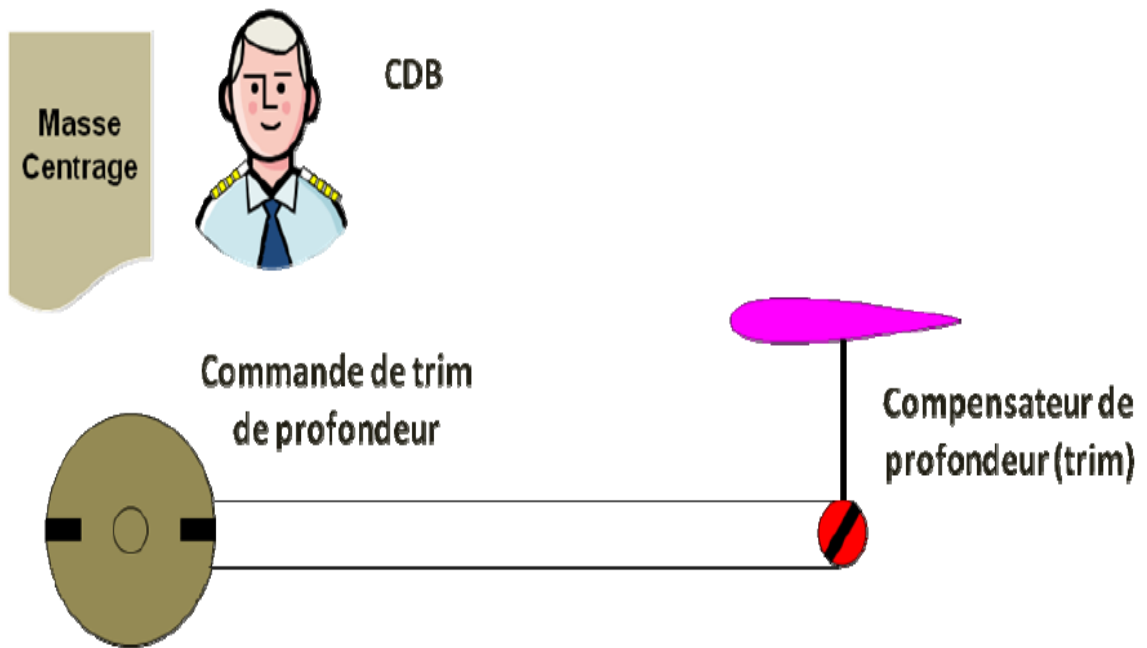 Masse
Centrage
CDB
Commande de trim
de profondeur
Compensateur de
profondeur (trim)